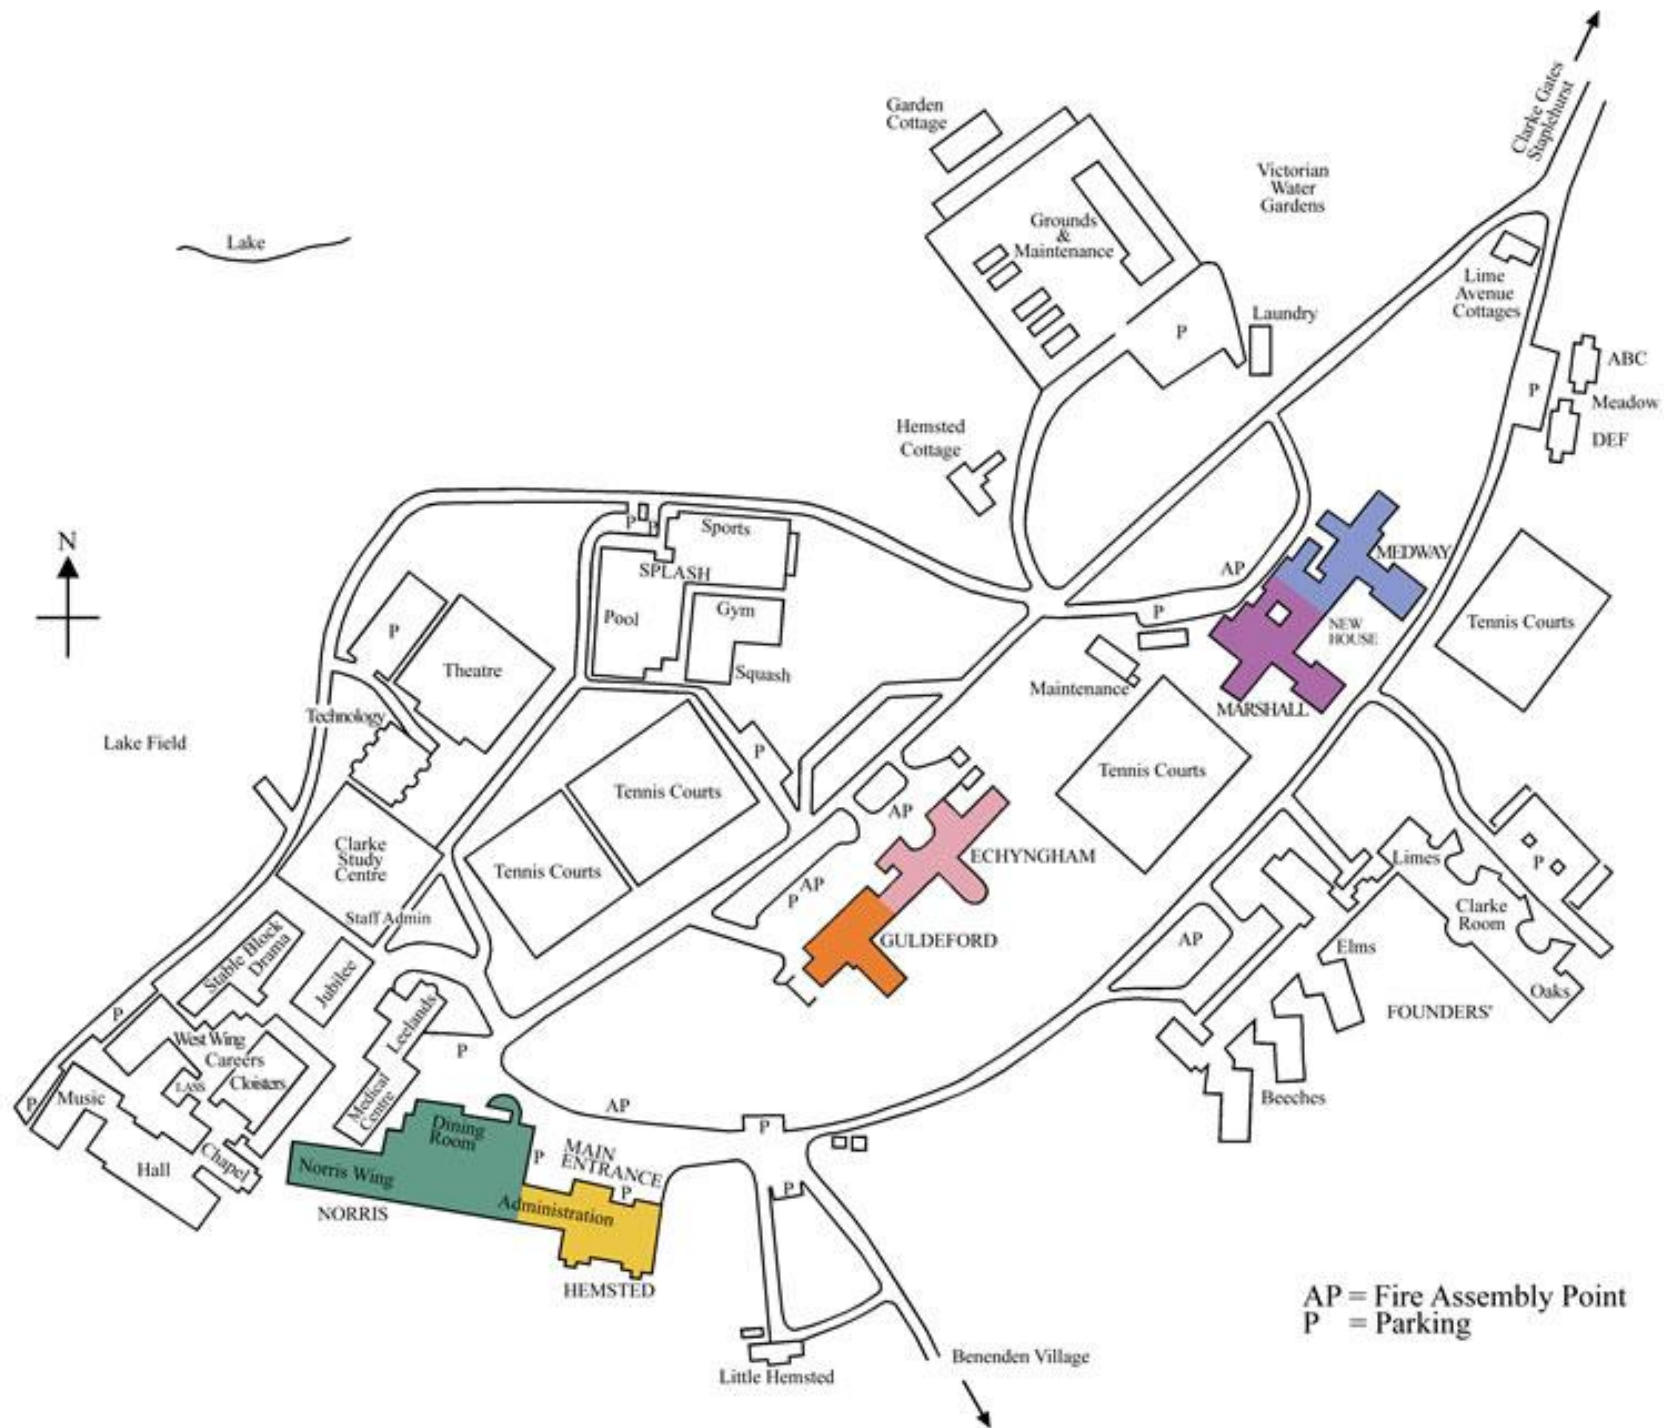 Clarke Gates
Staplehurst
Garden
Cottage
Victorian
Water
Gardens
Grounds
&
Maintenance
Lake
Lime
Avenue
Cottages
P
Laundry
ABC
P
Meadow
DEF
Hemsted
Cottage
N
P
P
Sports
MEDWAY
SPLASH
AP
Gym
P
Pool
Tennis Courts
NEW
HOUSE
P
Theatre
Squash
Maintenance
MARSHALL
Technology
Lake Field
P
Tennis Courts
Tennis Courts
AP
Clarke
Study
Centre
ECHYNGHAM
Limes
P
Tennis Courts
AP
P
Clarke
Room
Staff Admin
GULDEFORD
AP
Elms
Stable Block
Drama
Jubilee
Oaks
FOUNDERS'
P
Leelands
West Wing
Careers
P
Cloisters
LASS
Music
P
Medical
Centre
AP
Beeches
P
Dining
Room
MAIN
ENTRANCE
P
Chapel
Hall
Norris Wing
P
P
NORRIS
Administration
HEMSTED
AP = Fire Assembly Point
P = Parking
Benenden Village
Little Hemsted